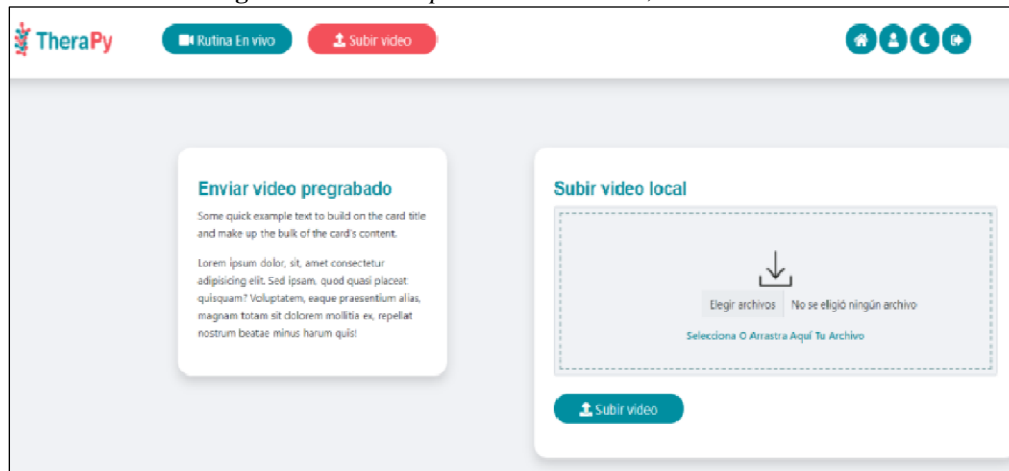 TheraPy
Rutina En vivo
Subir video
Enviar video pregrabado
Some quick example text to build on the card title
and make up the bulk of the card's content.
Lorem ipsum dolor, sit, amet consectetur
adipisicing elit. Sed ipsam, quod quasi placeat
quisquam? Voluptatem, eaque praesentium alias,
magnam totam sit dolorem mollitia ex, repellat
nostrum beatae minus harum quis!
Subir video local
Elegir archivos No se eligió ningún archivo
Selecciona O Arrastra Aquí Tu Archivo
Subir video